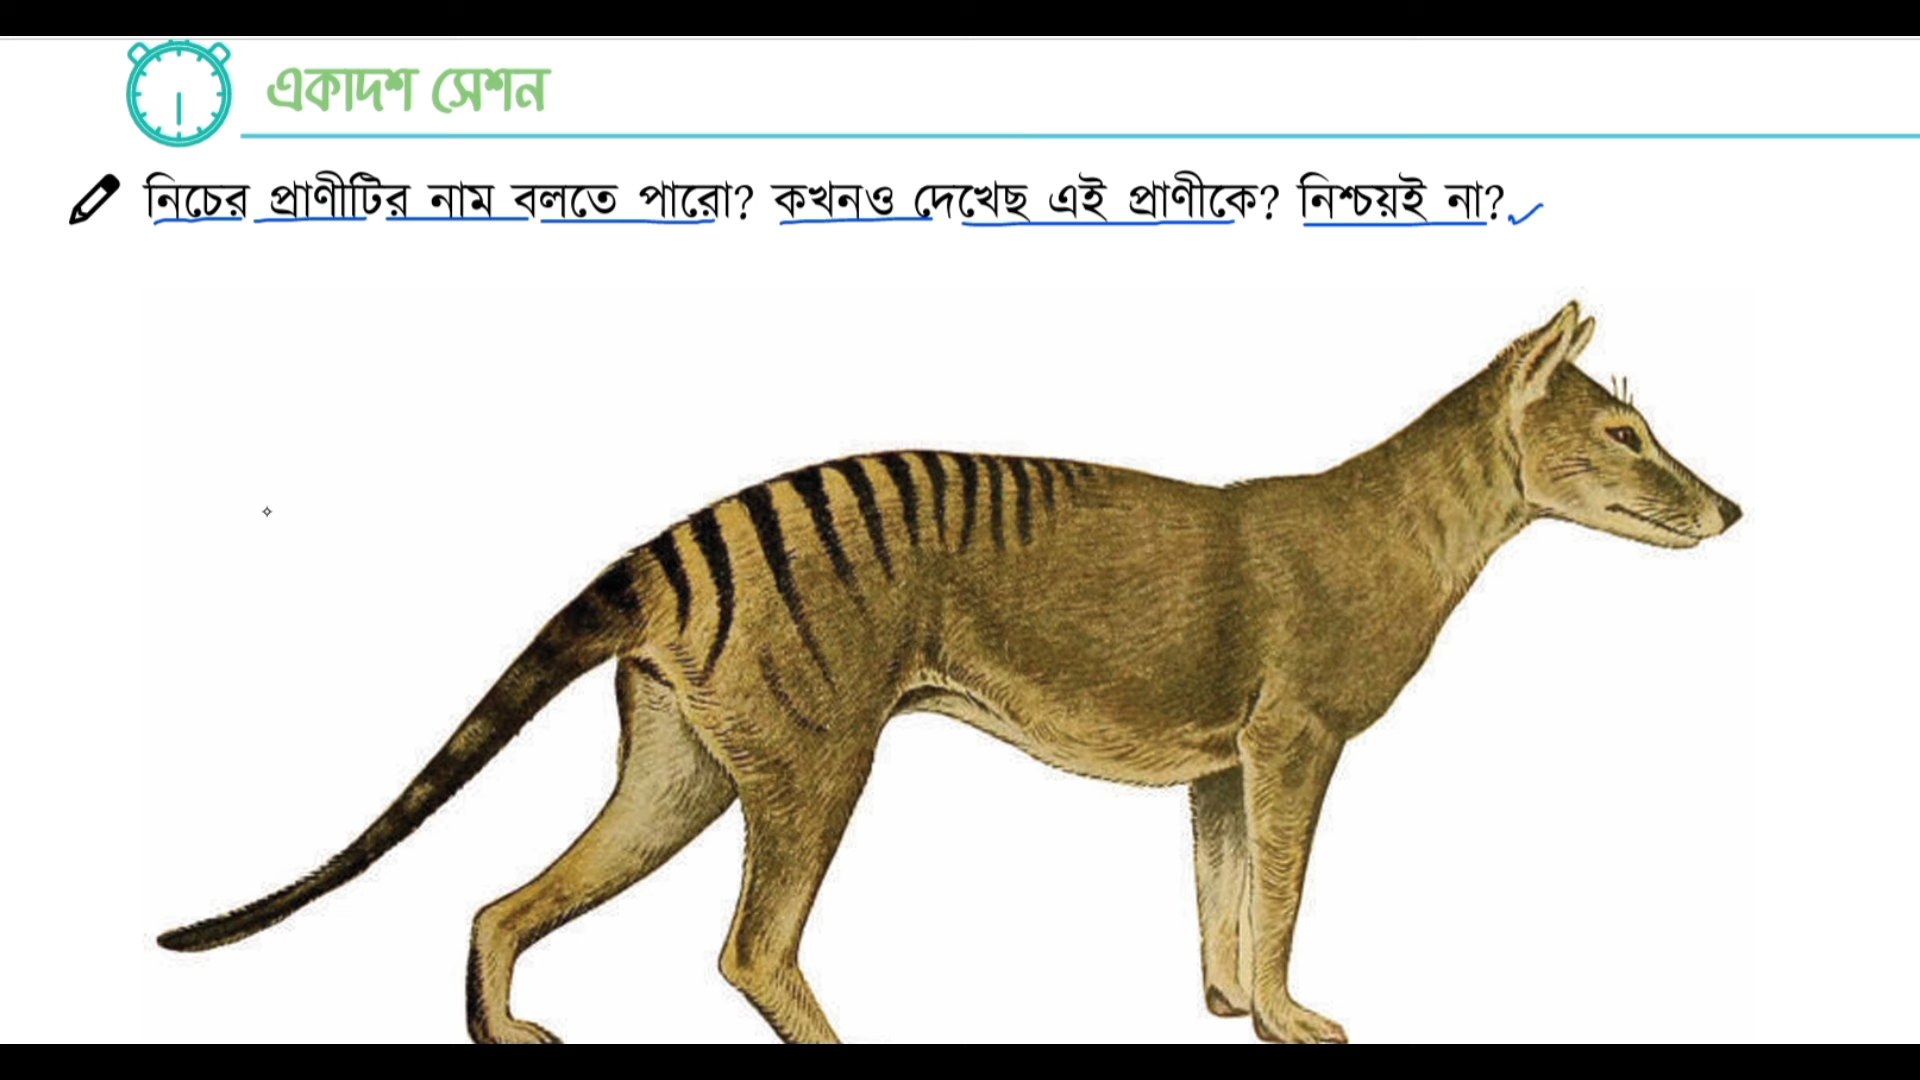 একাদশ সেশন
নিচের প্রাণীটির নাম বলতে পারো? কখনও দেখেছ এই প্রাণীকে? নিশ্চয়ই না?